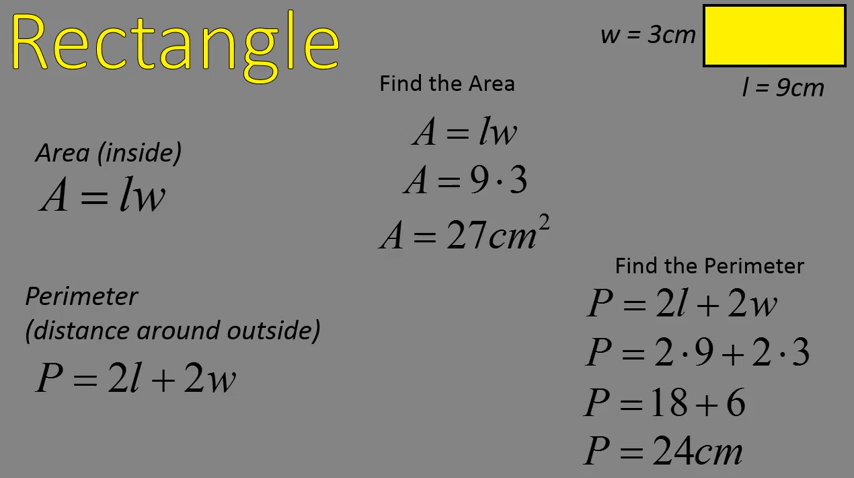 Rectangle
w = 3cm
l = 9cm
Area (inside)
A = lw
Perimeter
(distance around outside)
P = 2l + 2w
Find the Area
A = lw
A = 9·3
A = 27cm²
Find the Perimeter
P = 2l + 2w
P = 2·9 + 2·3
P = 18 + 6
P = 24cm